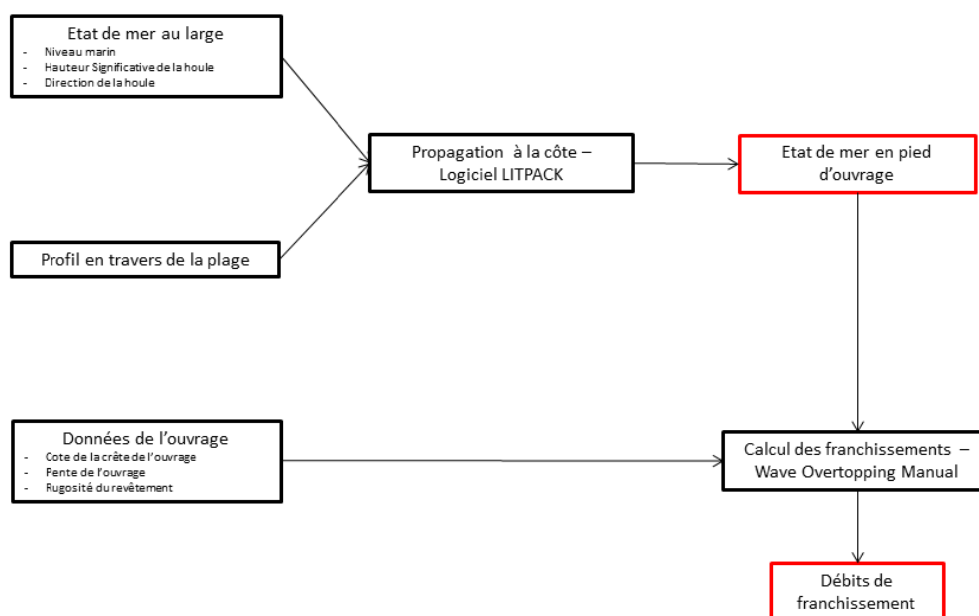 Etat de mer au large
- Niveau marin
- Hauteur Significative de la houle
- Direction de la houle
Propagation à la côte –
Logiciel LITPACK
Etat de mer en pied
d’ouvrage
Profil en travers de la plage
Données de l’ouvrage
- Cote de la crête de l’ouvrage
- Pente de l’ouvrage
- Rugosité du revêtement
Calcul des franchissements –
Wave Overtopping Manual
Débits de
franchissement